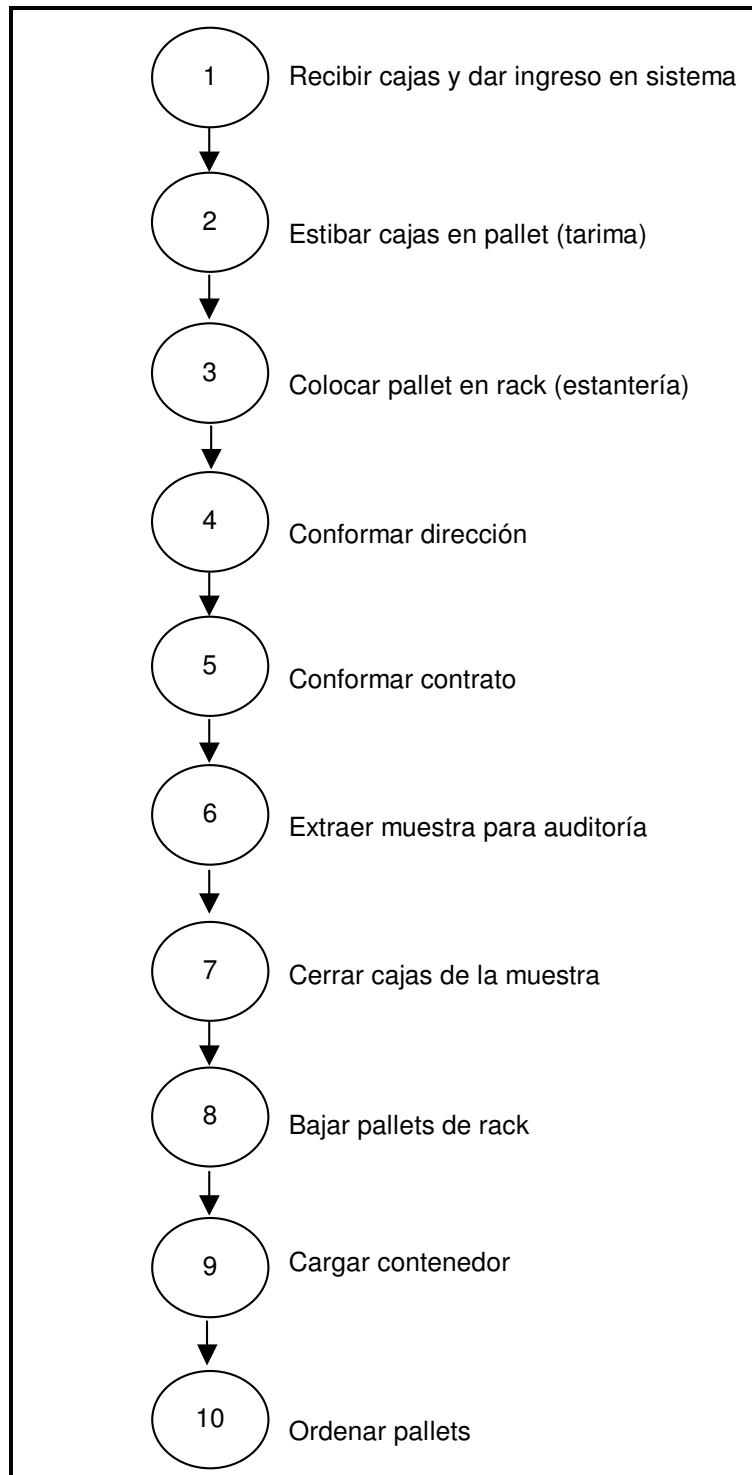 1 Recibir cajas y dar ingreso en sistema
2 Estibar cajas en pallet (tarima)
3 Colocar pallet en rack (estantería)
4 Conformar dirección
5 Conformar contrato
6 Extraer muestra para auditoría
7 Cerrar cajas de la muestra
8 Bajar pallets de rack
9 Cargar contenedor
10 Ordenar pallets